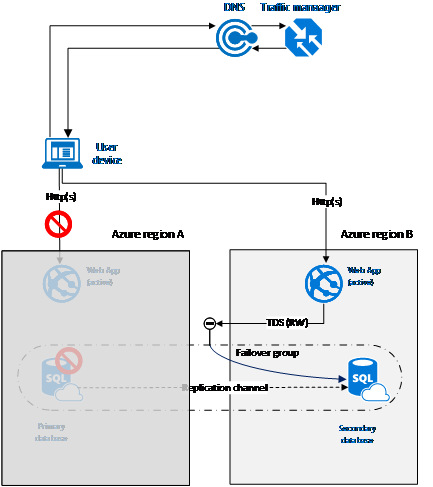 DNS
Traffic manager
User
device
Http(s)
Http(s)
Azure region A
Azure region B
Web App
(active)
Web App
(active)
TDS (RW)
Failover group
SQL
SQL
Replication channel
Primary
database
Secondary
database